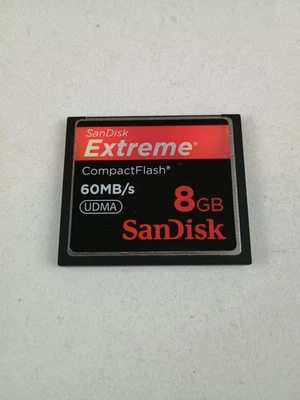 SanDisk
Extreme®
CompactFlash®
60MB/s
UDMA
8GB
SanDisk